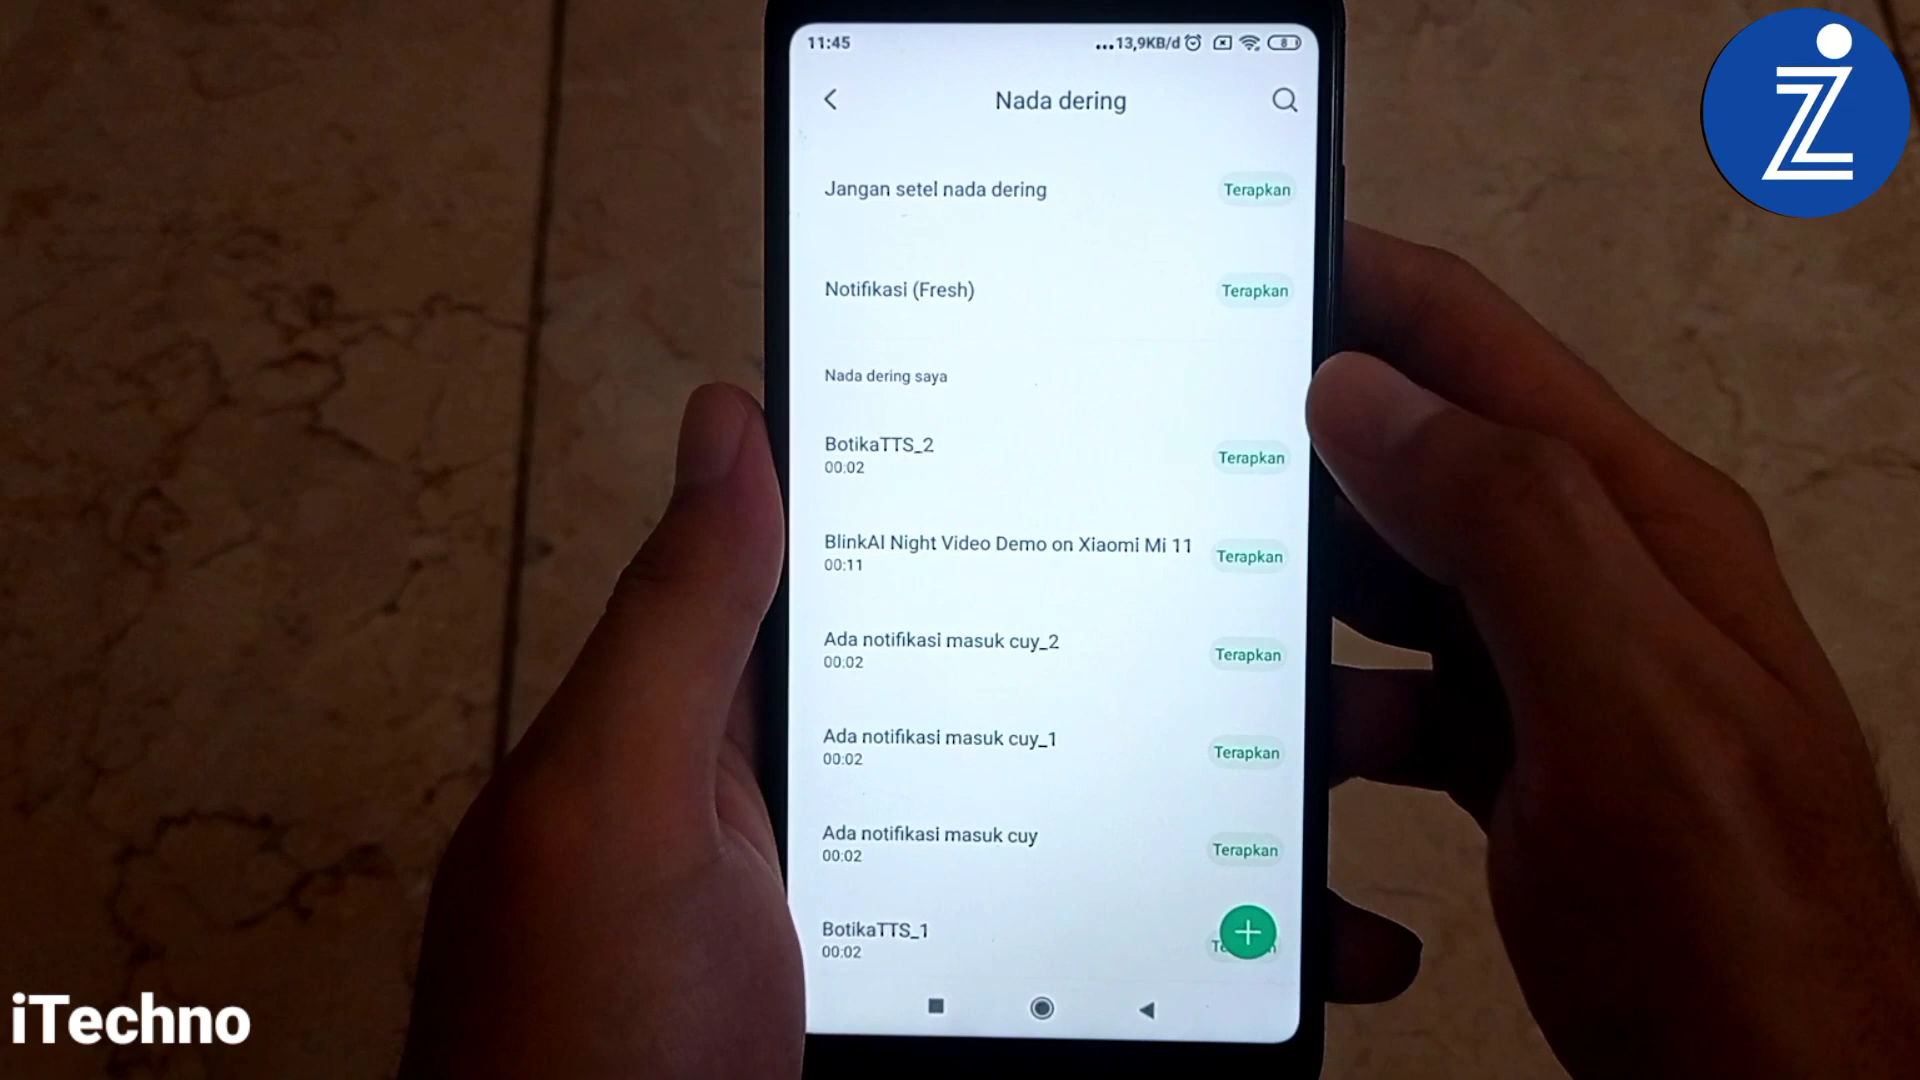 11:45
...13,9KB/d
8
Nada dering
Jangan setel nada dering
Terapkan
Notifikasi (Fresh)
Terapkan
Nada dering saya
BotikaTTS_2
00:02
Terapkan
BlinkAI Night Video Demo on Xiaomi Mi 11
00:11
Terapkan
Ada notifikasi masuk cuy_2
00:02
Terapkan
Ada notifikasi masuk cuy_1
00:02
Terapkan
Ada notifikasi masuk cuy
00:02
Terapkan
BotikaTTS_1
00:02
iTechno